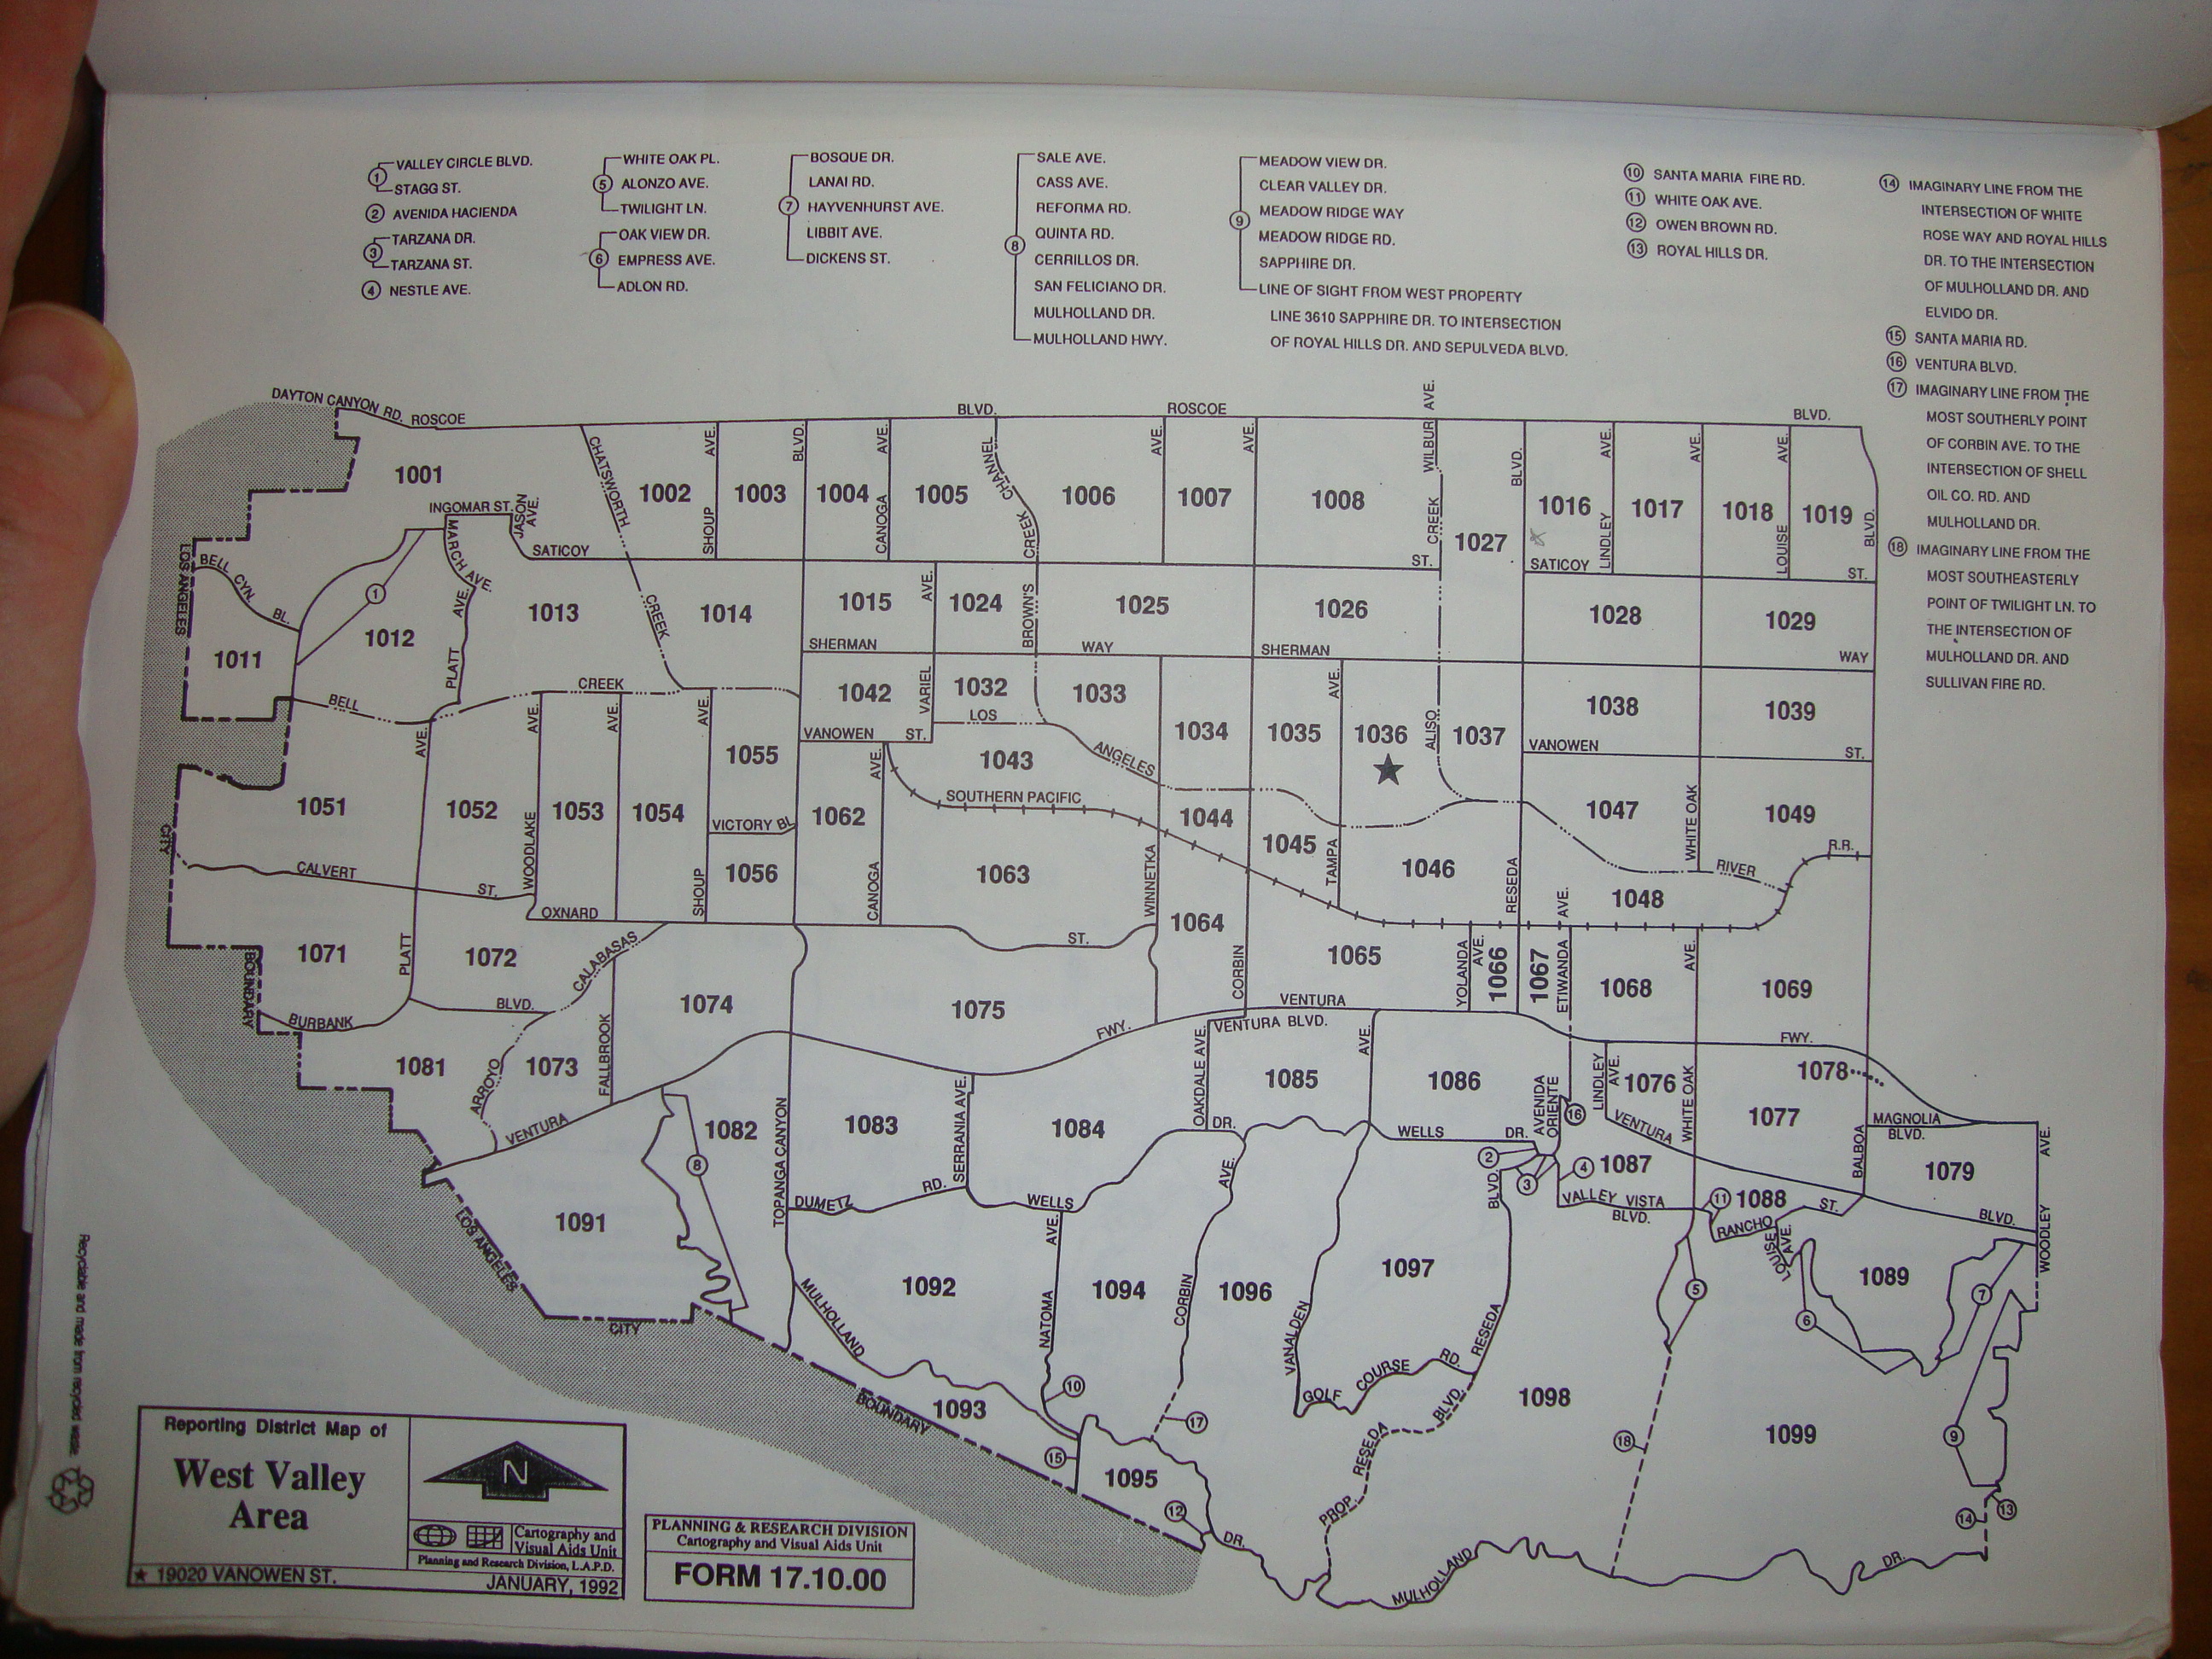 ① VALLEY CIRCLE BLVD.
STAGG ST.
② AVENIDA HACIENDA
③ TARZANA DR.
TARZANA ST.
④ NESTLE AVE.
⑤ WHITE OAK PL.
ALONZO AVE.
TWILIGHT LN.
⑥ OAK VIEW DR.
EMPRESS AVE.
ADLON RD.
⑦ BOSQUE DR.
LANAI RD.
HAYVENHURST AVE.
LIBBIT AVE.
DICKENS ST.
⑧ SALE AVE.
CASS AVE.
REFORMA RD.
QUINTA RD.
CERRILLOS DR.
SAN FELICIANO DR.
MULHOLLAND DR.
MULHOLLAND HWY.
⑨ MEADOW VIEW DR.
CLEAR VALLEY DR.
MEADOW RIDGE WAY
MEADOW RIDGE RD.
SAPPHIRE DR.
LINE OF SIGHT FROM WEST PROPERTY
LINE 3610 SAPPHIRE DR. TO INTERSECTION
OF ROYAL HILLS DR. AND SEPULVEDA BLVD.
⑩ SANTA MARIA FIRE RD.
⑪ WHITE OAK AVE.
⑫ OWEN BROWN RD.
⑬ ROYAL HILLS DR.
⑭ IMAGINARY LINE FROM THE
INTERSECTION OF WHITE
ROSE WAY AND ROYAL HILLS
DR. TO THE INTERSECTION
OF MULHOLLAND DR. AND
ELVIDO DR.
⑮ SANTA MARIA RD.
⑯ VENTURA BLVD.
⑰ IMAGINARY LINE FROM THE
MOST SOUTHERLY POINT
OF CORBIN AVE. TO THE
INTERSECTION OF SHELL
OIL CO. RD. AND
MULHOLLAND DR.
⑱ IMAGINARY LINE FROM THE
MOST SOUTHEASTERLY
POINT OF TWILIGHT LN. TO
THE INTERSECTION OF
MULHOLLAND DR. AND
SULLIVAN FIRE RD.
DAYTON CANYON RD. ROSCOE BLVD. ROSCOE BLVD.
CHATSWORTH
AVE.
BLVD.
AVE.
CHANNEL
AVE.
AVE.
WILBUR AVE.
BLVD.
AVE.
AVE.
AVE.
1001 1002 1003 1004 1005 1006 1007 1008 1027 1016 1017 1018 1019
INGOMAR ST.
JASON AVE.
SHOUP
CANOGA
CREEK
CREEK
LINDLEY
LOUISE
BLVD.
SATICOY ST. SATICOY ST.
LOS ANGELES
BELL CYN. BL.
MARCH AVE.
①
AVE.
CREEK
AVE.
BROWN'S
1011 1012 1013 1014 1015 1024 1025 1026 1028 1029
SHERMAN WAY SHERMAN WAY
PLATT
BELL CREEK
VARIEL
AVE.
1042 1032 1033 1034 1035 1036 1037 1038 1039
LOS ANGELES
ALISO
AVE.
AVE.
AVE.
AVE.
VANOWEN ST. VANOWEN ST.
1055 1043
AVE.
SOUTHERN PACIFIC
1051 1052 1053 1054 1062 1044 1045 1047 1049
VICTORY BL.
WHITE OAK
CITY
CALVERT ST.
WOODLAKE
SHOUP
1056
CANOGA
1063
WINNETKA
TAMPA
1046
RESEDA
AVE.
1048
RIVER
R.R.
OXNARD ST.
1071 1072
PLATT
CALABASAS
1064
CORBIN
1065
YOLANDA AVE.
1066 1067
ETIWANDA
1068
AVE.
1069
BOUNDARY
BURBANK BLVD.
1074 1075
VENTURA FWY.
FWY.
VENTURA BLVD.
1081
ARROYO
1073
FALLBROOK
OAKDALE AVE.
1085
AVE.
1086
AVENIDA ORIENTE
⑯
LINDLEY AVE.
1076
WHITE OAK
1078
1077
MAGNOLIA BLVD.
VENTURA
1082
TOPANGA CANYON
1083
SERRANIA AVE.
1084
DR.
WELLS DR.
VENTURA
BALBOA
1079
AVE.
⑧
② ③ ④
1087
BLVD.
VALLEY VISTA BLVD.
⑪ 1088
RANCHO ST.
BLVD.
WOODLEY
DUMETZ RD.
WELLS
AVE.
AVE.
LOUISE AVE.
1091
LOS ANGELES
1092 1094 1096 1097
⑤
1089
⑥ ⑦
MULHOLLAND
NATOMA
CORBIN
VANALDEN
RESEDA
CITY
GOLF COURSE RD.
⑩
1093
BOUNDARY
⑰
BLVD.
RESEDA
PROP.
1098
⑱
1099
⑨
⑮
1095
⑫
DR.
MULHOLLAND DR.
⑭ ⑬
Reporting District Map of
West Valley
Area
N
Cartography and
Visual Aids Unit
Planning and Research Division, L.A.P.D.
★ 19020 VANOWEN ST.
JANUARY, 1992
PLANNING & RESEARCH DIVISION
Cartography and Visual Aids Unit
FORM 17.10.00
Recyclable and made from recycled waste